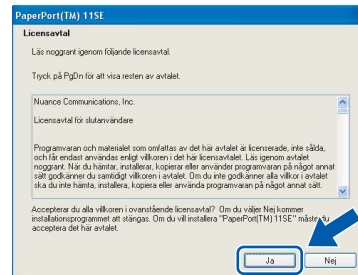 PaperPort(TM) 11SE
Licensavtal
Läs noggrant igenom följande licensavtal.
Tryck på PgDn för att visa resten av avtalet.
Nuance Communications, Inc.
Licensavtal för slutanvändare
Programvaran och materialet som omfattas av det här avtalet är licenserade, inte sålda,
och får endast användas enligt villkoren i det här licensavtalet. Läs igenom avtalet
noggrant. När du hämtar, installerar, kopierar eller använder programvaran på något annat
sätt godkänner du samtidigt villkoren i avtalet. Om du inte godkänner alla villkor i avtalet
ska du inte hämta, installera, kopiera eller använda programvaran på något annat sätt.
Accepterar du alla villkoren i ovanstående licensavtal? Om du väljer Nej kommer
installationsprogrammet att stängas. Om du vill installera "PaperPort(TM) 11SE" måste du
acceptera det här avtalet.
Ja
Nej